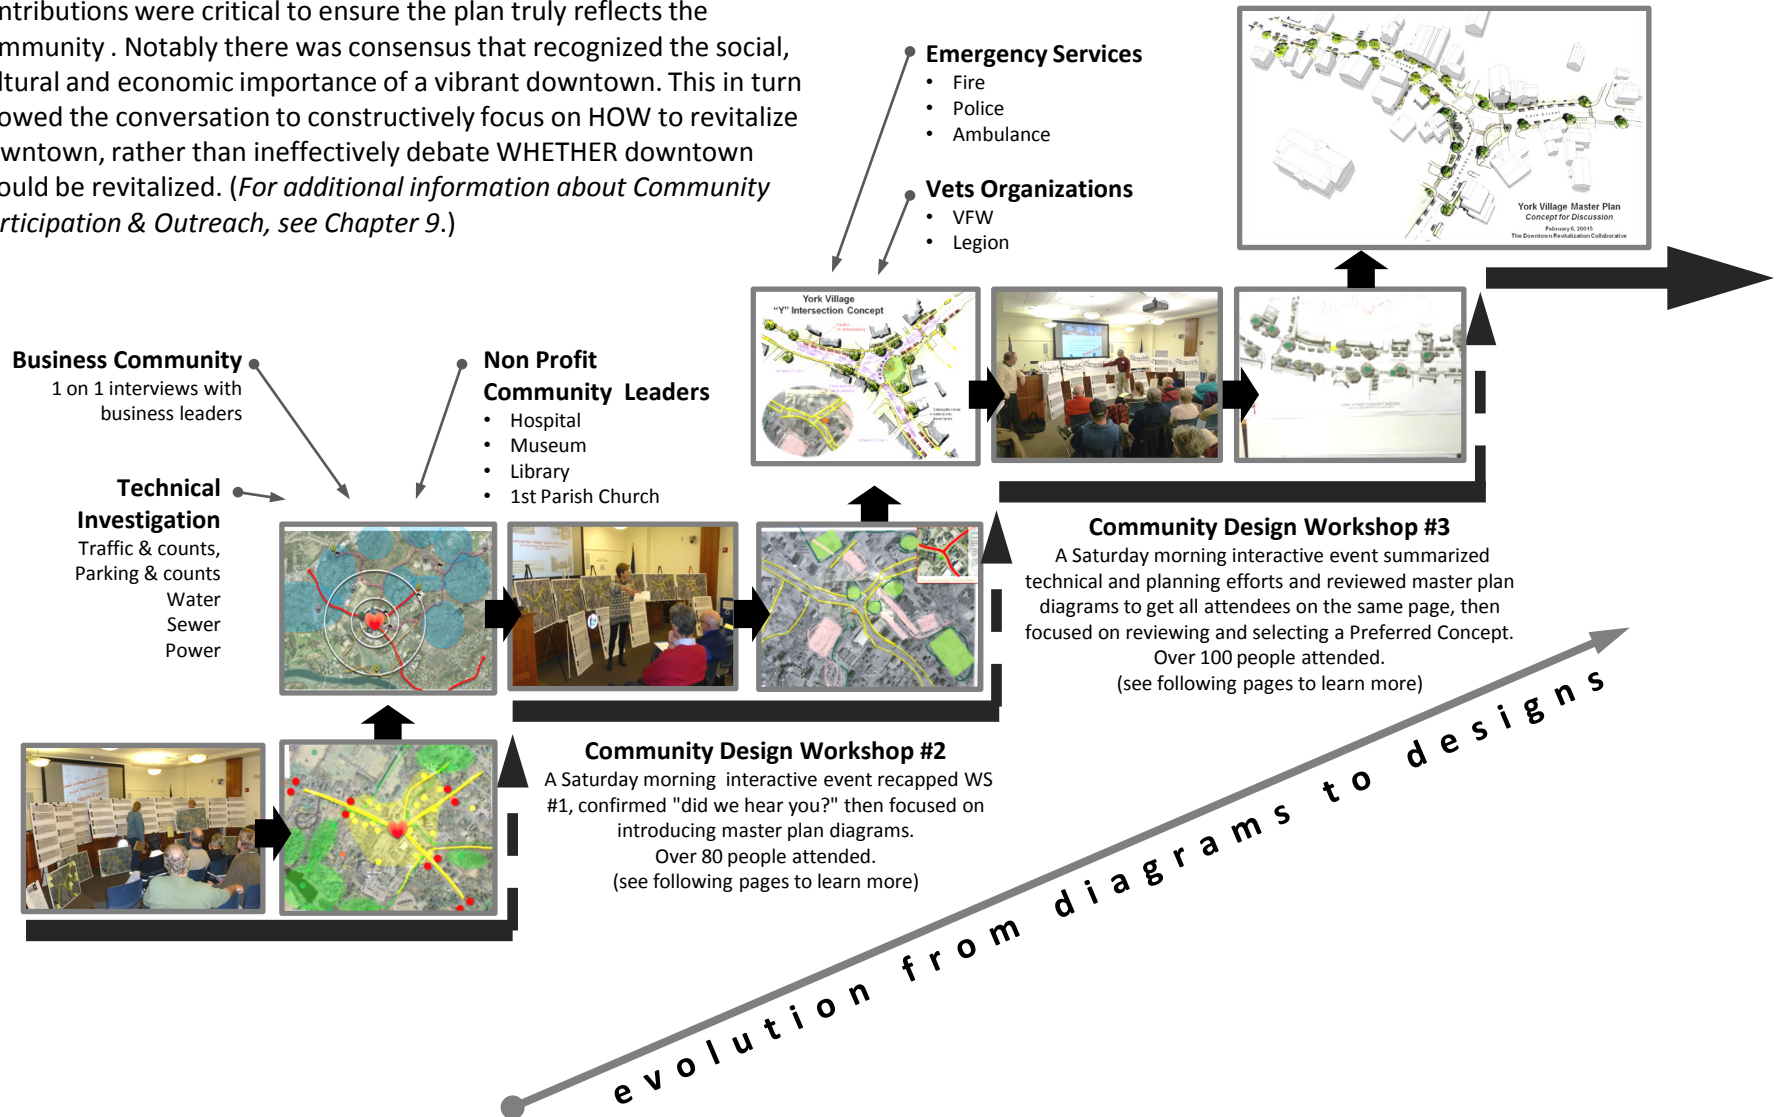 ntributions were critical to ensure the plan truly reflects the
mmunity . Notably there was consensus that recognized the social,
ltural and economic importance of a vibrant downtown. This in turn
owed the conversation to constructively focus on HOW to revitalize
wntown, rather than ineffectively debate WHETHER downtown
ould be revitalized. (For additional information about Community
rticipation & Outreach, see Chapter 9.)
Emergency Services
• Fire
• Police
• Ambulance
Vets Organizations
• VFW
• Legion
York Village Master Plan
Concept for Discussion
February 6, 20015
The Downtown Revitalization Collaborative
York Village
"Y" Intersection Concept
Business Community
1 on 1 interviews with
business leaders
Non Profit
Community Leaders
• Hospital
• Museum
• Library
• 1st Parish Church
Technical
Investigation
Traffic & counts,
Parking & counts
Water
Sewer
Power
Community Design Workshop #3
A Saturday morning interactive event summarized
technical and planning efforts and reviewed master plan
diagrams to get all attendees on the same page, then
focused on reviewing and selecting a Preferred Concept.
Over 100 people attended.
(see following pages to learn more)
Community Design Workshop #2
A Saturday morning interactive event recapped WS
#1, confirmed "did we hear you?" then focused on
introducing master plan diagrams.
Over 80 people attended.
(see following pages to learn more)
evolution from diagrams to designs